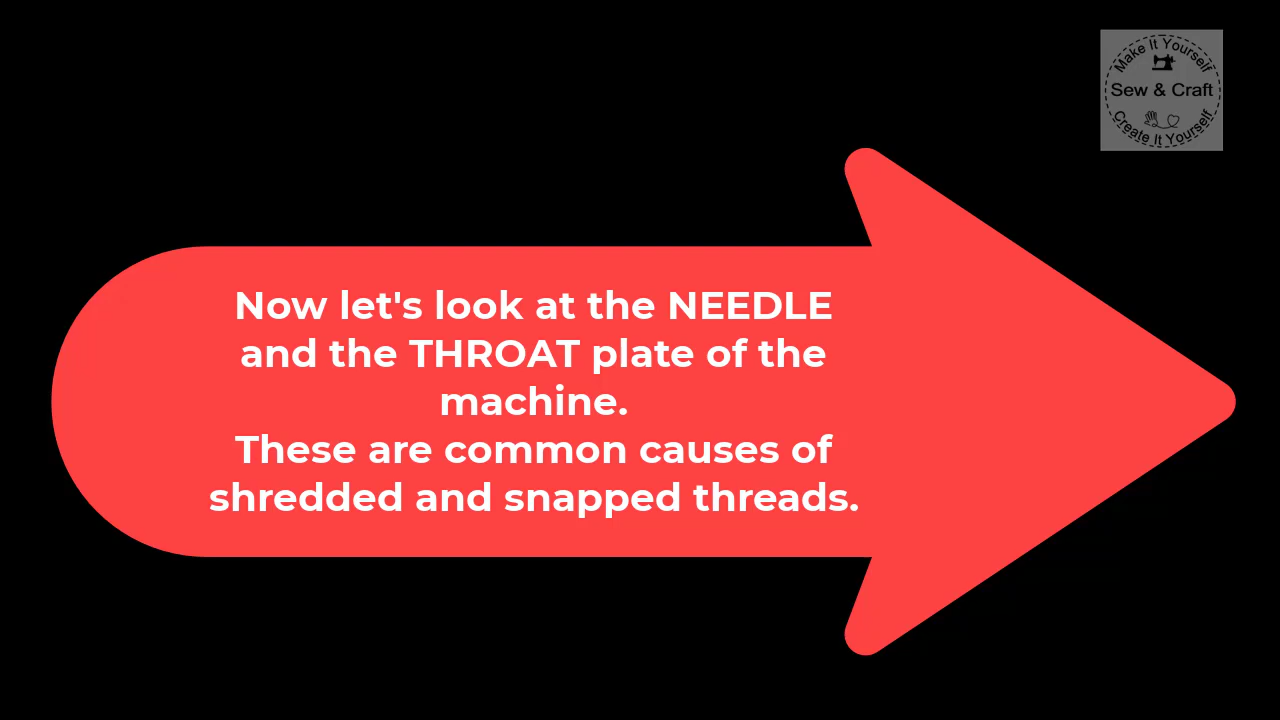 Make It Yourself
Sew & Craft
Create It Yourself
Now let's look at the NEEDLE
and the THROAT plate of the
machine.
These are common causes of
shredded and snapped threads.